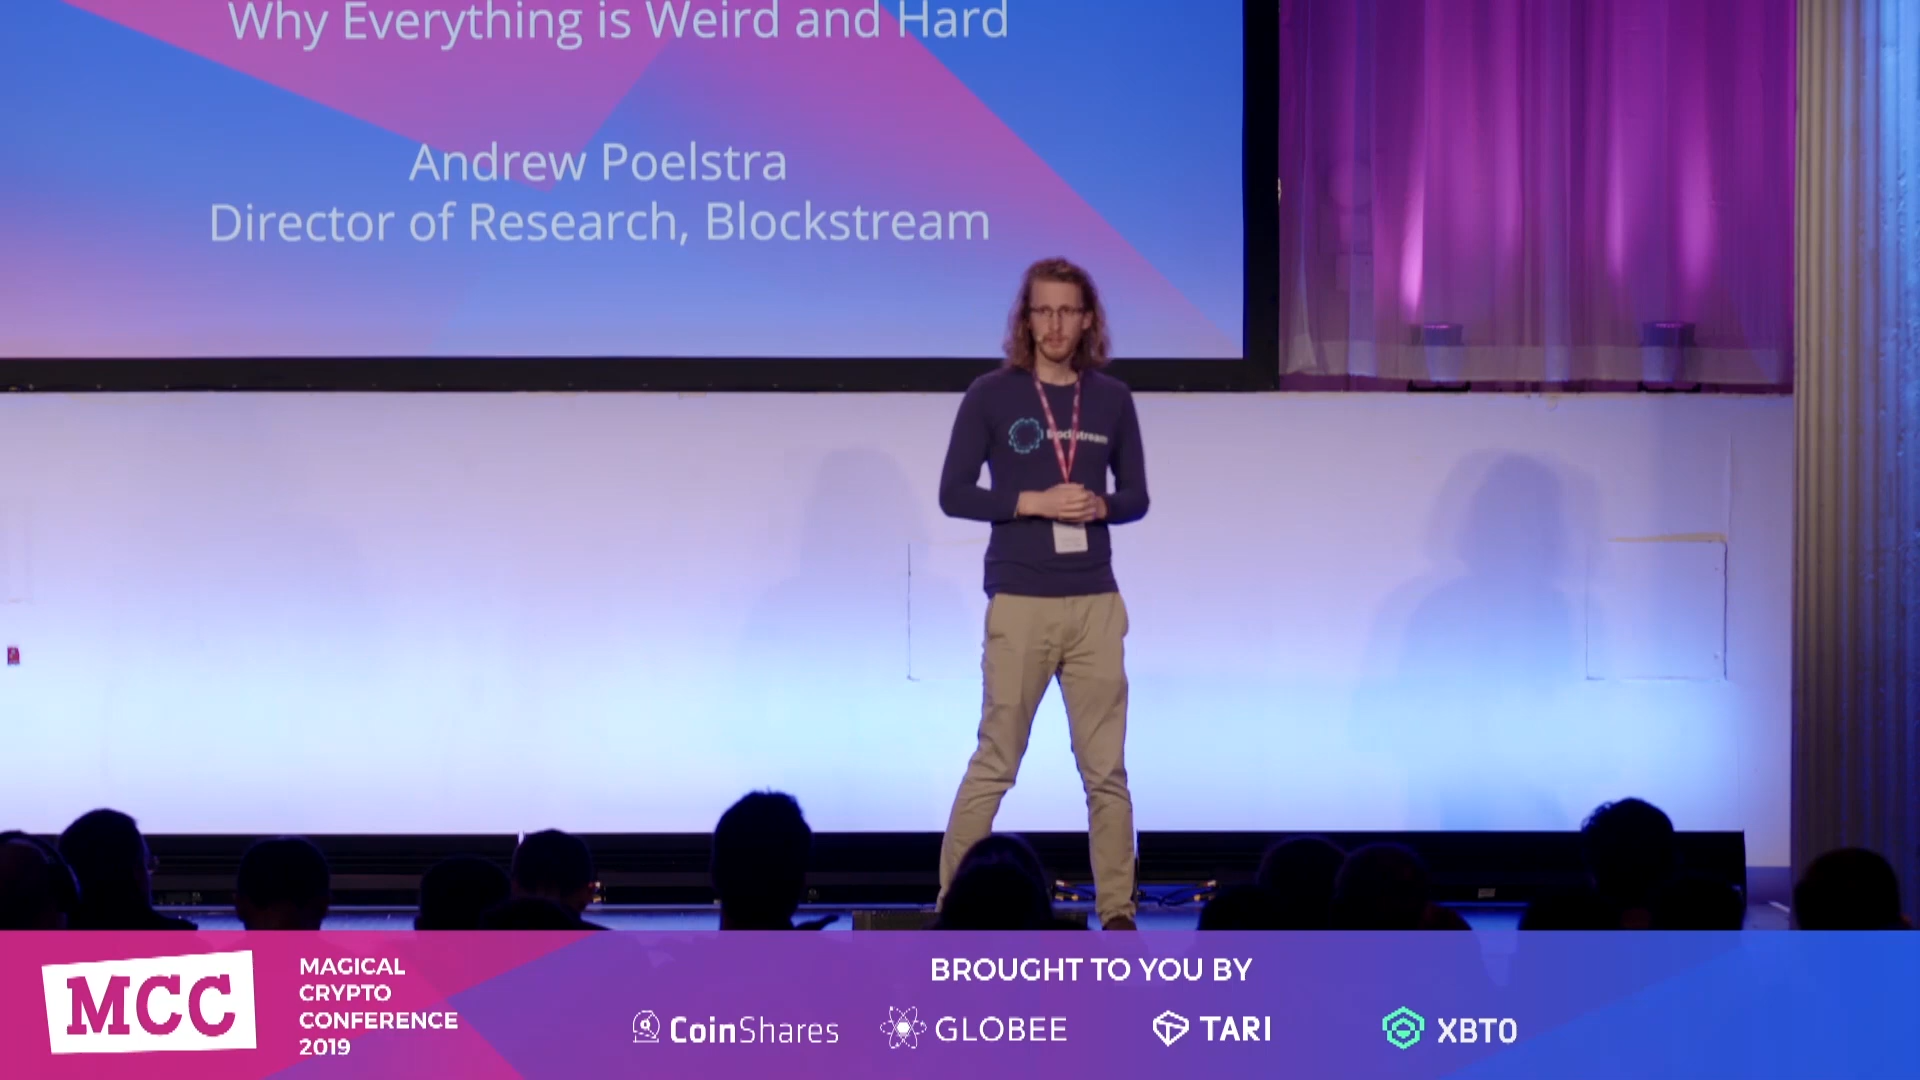 Why Everything is Weird and Hard
Andrew Poelstra
Director of Research, Blockstream
Blockstream
MCC
MAGICAL
CRYPTO
CONFERENCE
2019
BROUGHT TO YOU BY
CoinShares
GLOBEE
TARI
XBTO